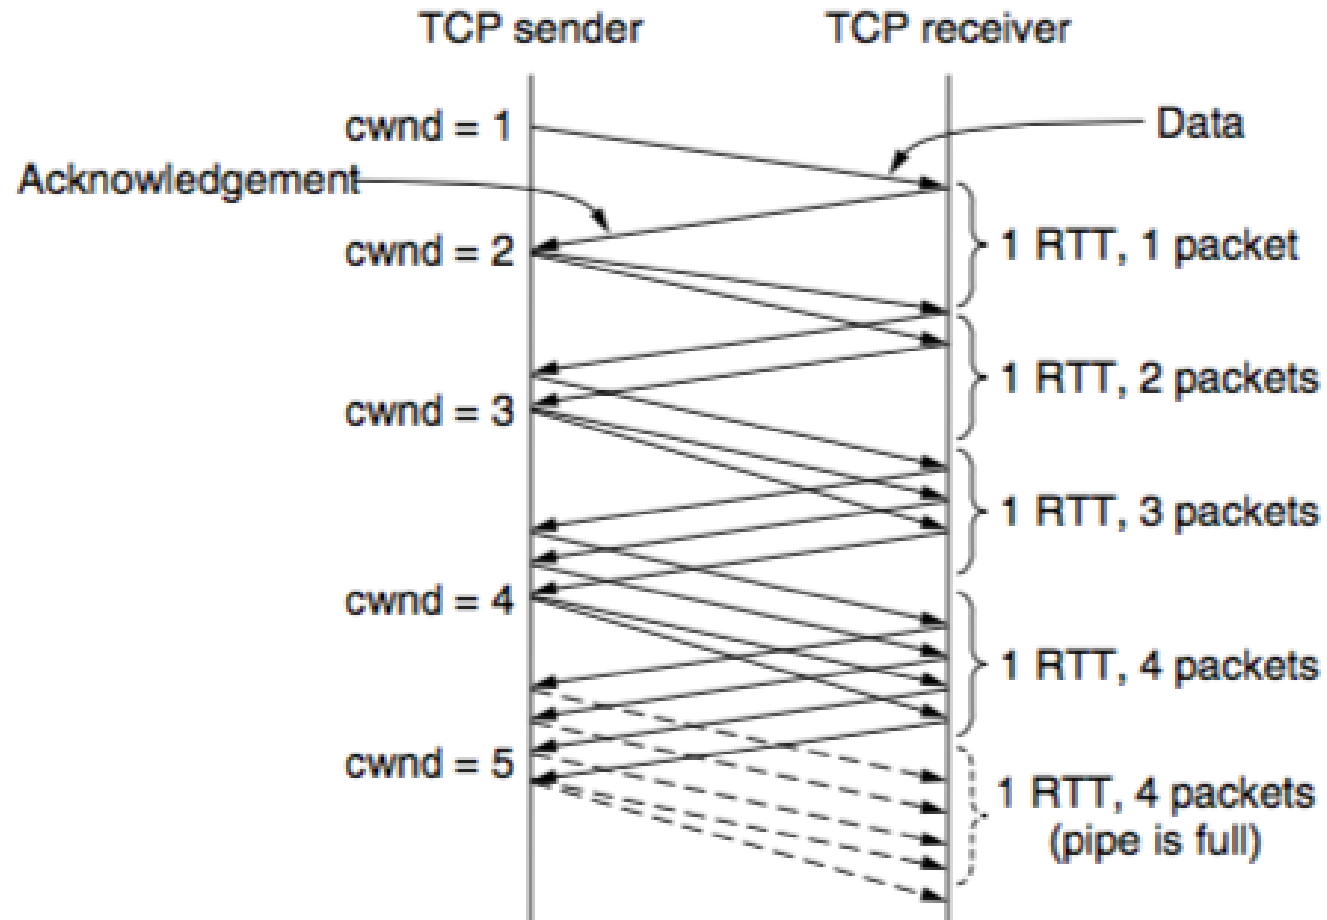 TCP sender
TCP receiver
cwnd = 1
Data
Acknowledgement
cwnd = 2
1 RTT, 1 packet
1 RTT, 2 packets
cwnd = 3
1 RTT, 3 packets
cwnd = 4
1 RTT, 4 packets
cwnd = 5
1 RTT, 4 packets
(pipe is full)